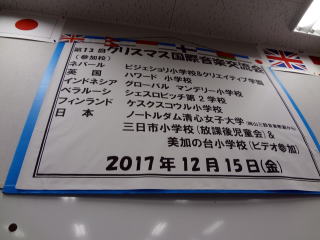 第13回クリスマス国際音楽交流会
(参加校)
ネパール ビジェショリ小学校&クリエイティブ学園
英国 ハワード小学校
インドネシア グローバル マンデリー小学校
ベラルーシ シェスロビッチ第2学校
フィンランド ケスクスコウル小学校
日本 ノートルダム清心女子大学
三日市小学校(放課後児童会)&
美加の台小学校(ビデオ参加)
2017年12月15日(金)